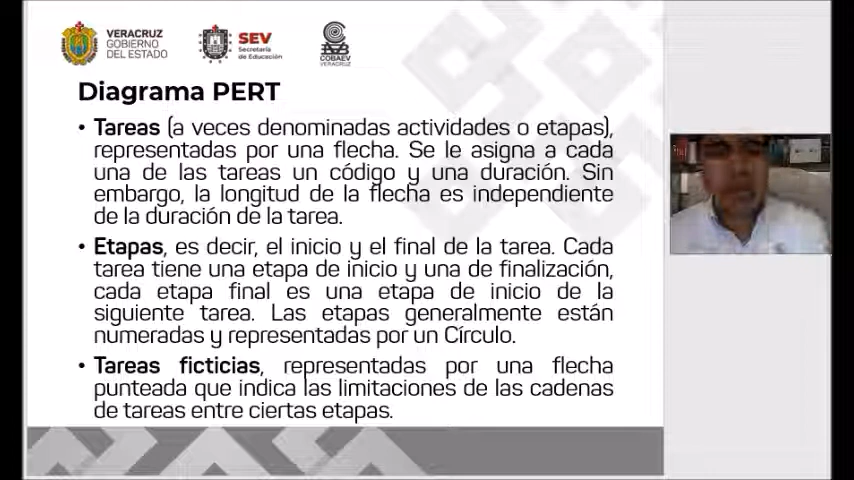 VERACRUZ
GOBIERNO
DEL ESTADO
SEV
Secretaría
de Educación
COBAEV
VERACRUZ
Diagrama PERT
• Tareas (a veces denominadas actividades o etapas),
representadas por una flecha. Se le asigna a cada
una de las tareas un código y una duración. Sin
embargo, la longitud de la flecha es independiente
de la duración de la tarea.
• Etapas, es decir, el inicio y el final de la tarea. Cada
tarea tiene una etapa de inicio y una de finalización,
cada etapa final es una etapa de inicio de la
siguiente tarea. Las etapas generalmente están
numeradas y representadas por un Círculo.
• Tareas ficticias, representadas por una flecha
punteada que indica las limitaciones de las cadenas
de tareas entre ciertas etapas.